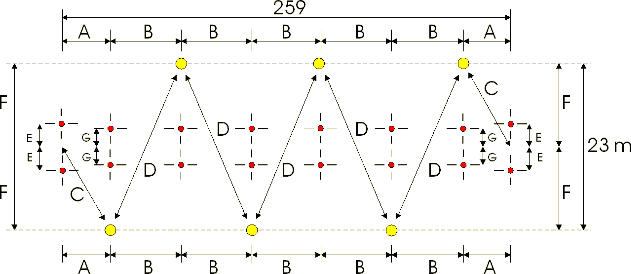 259
A B B B B B A
C
F F
D D
E G G E
23 m
E G G E
D D D
F C F
A B B B B B A